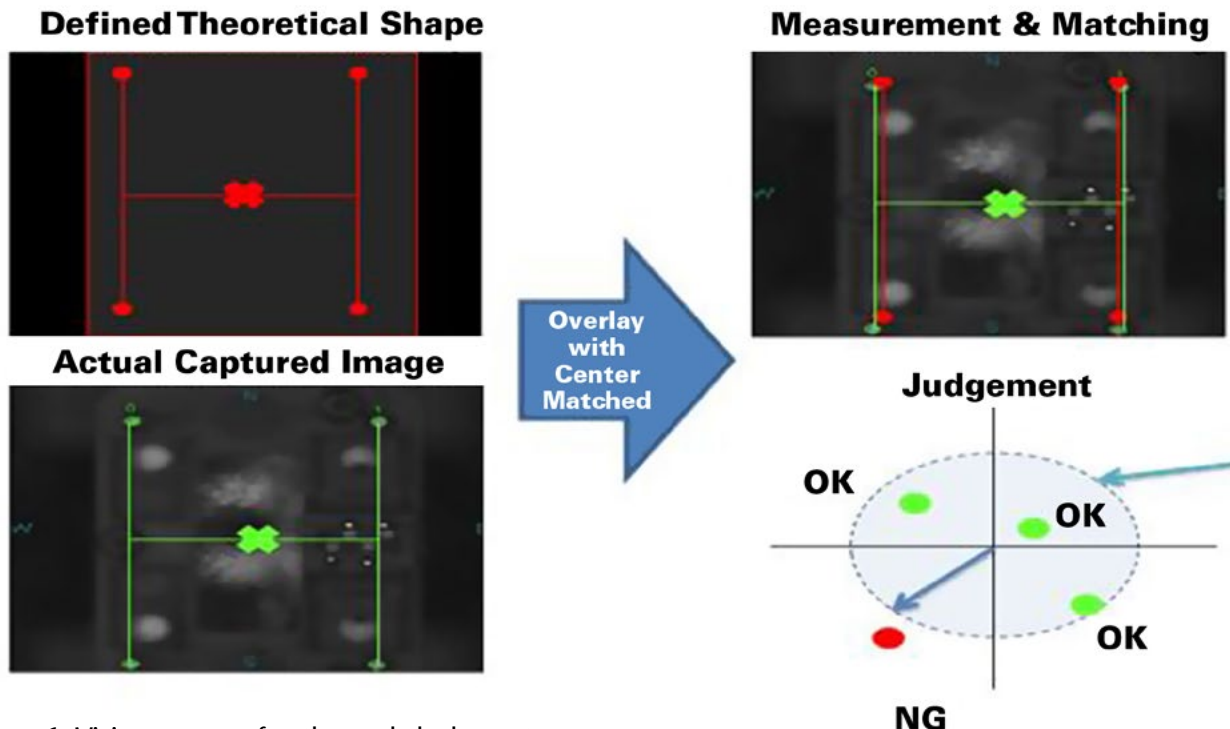 Defined Theoretical Shape
Actual Captured Image
Overlay
with
Center
Matched
Measurement & Matching
Judgement
OK
OK
OK
NG